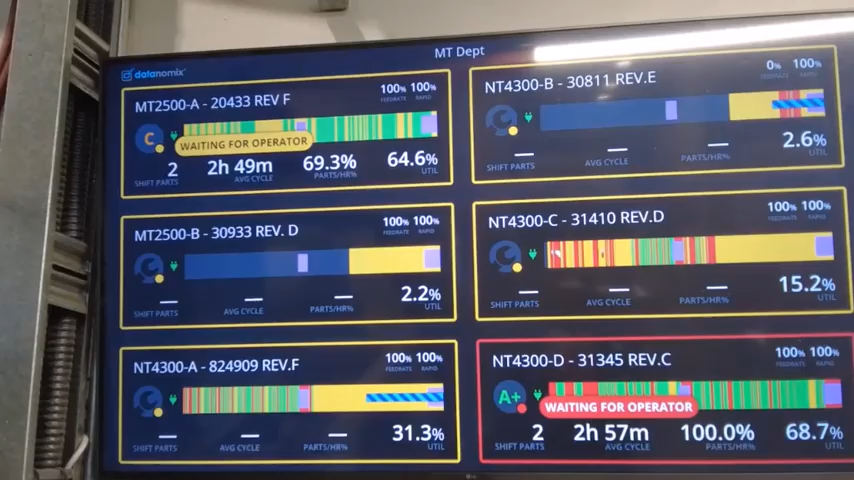 datanomix
MT Dept
MT2500-A - 20433 REV F
100% 100%
FEEDRATE RAPID
C
WAITING FOR OPERATOR
2 2h 49m 69.3% 64.6%
SHIFT PARTS AVG CYCLE PARTS/HR% UTIL
NT4300-B - 30811 REV.E
0% 100%
FEEDRATE RAPID
— — — 2.6%
SHIFT PARTS AVG CYCLE PARTS/HR% UTIL
MT2500-B - 30933 REV. D
100% 100%
FEEDRATE RAPID
— — — 2.2%
SHIFT PARTS AVG CYCLE PARTS/HR% UTIL
NT4300-C - 31410 REV.D
100% 100%
FEEDRATE RAPID
— — — 15.2%
SHIFT PARTS AVG CYCLE PARTS/HR% UTIL
NT4300-A - 824909 REV.F
100% 100%
FEEDRATE RAPID
— — — 31.3%
SHIFT PARTS AVG CYCLE PARTS/HR% UTIL
NT4300-D - 31345 REV.C
100% 100%
FEEDRATE RAPID
A+
WAITING FOR OPERATOR
2 2h 57m 100.0% 68.7%
SHIFT PARTS AVG CYCLE PARTS/HR% UTIL
LG